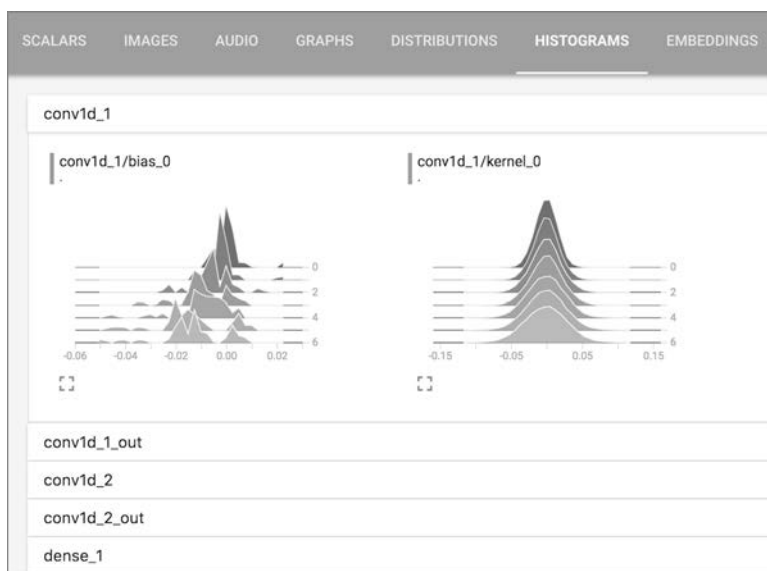 SCALARS IMAGES AUDIO GRAPHS DISTRIBUTIONS HISTOGRAMS EMBEDDINGS
conv1d_1
conv1d_1/bias_0 conv1d_1/kernel_0
. .
0 0
2 2
4 4
6 6
-0.06 -0.04 -0.02 0.00 0.02 -0.15 -0.05 0.05 0.15
conv1d_1_out
conv1d_2
conv1d_2_out
dense_1